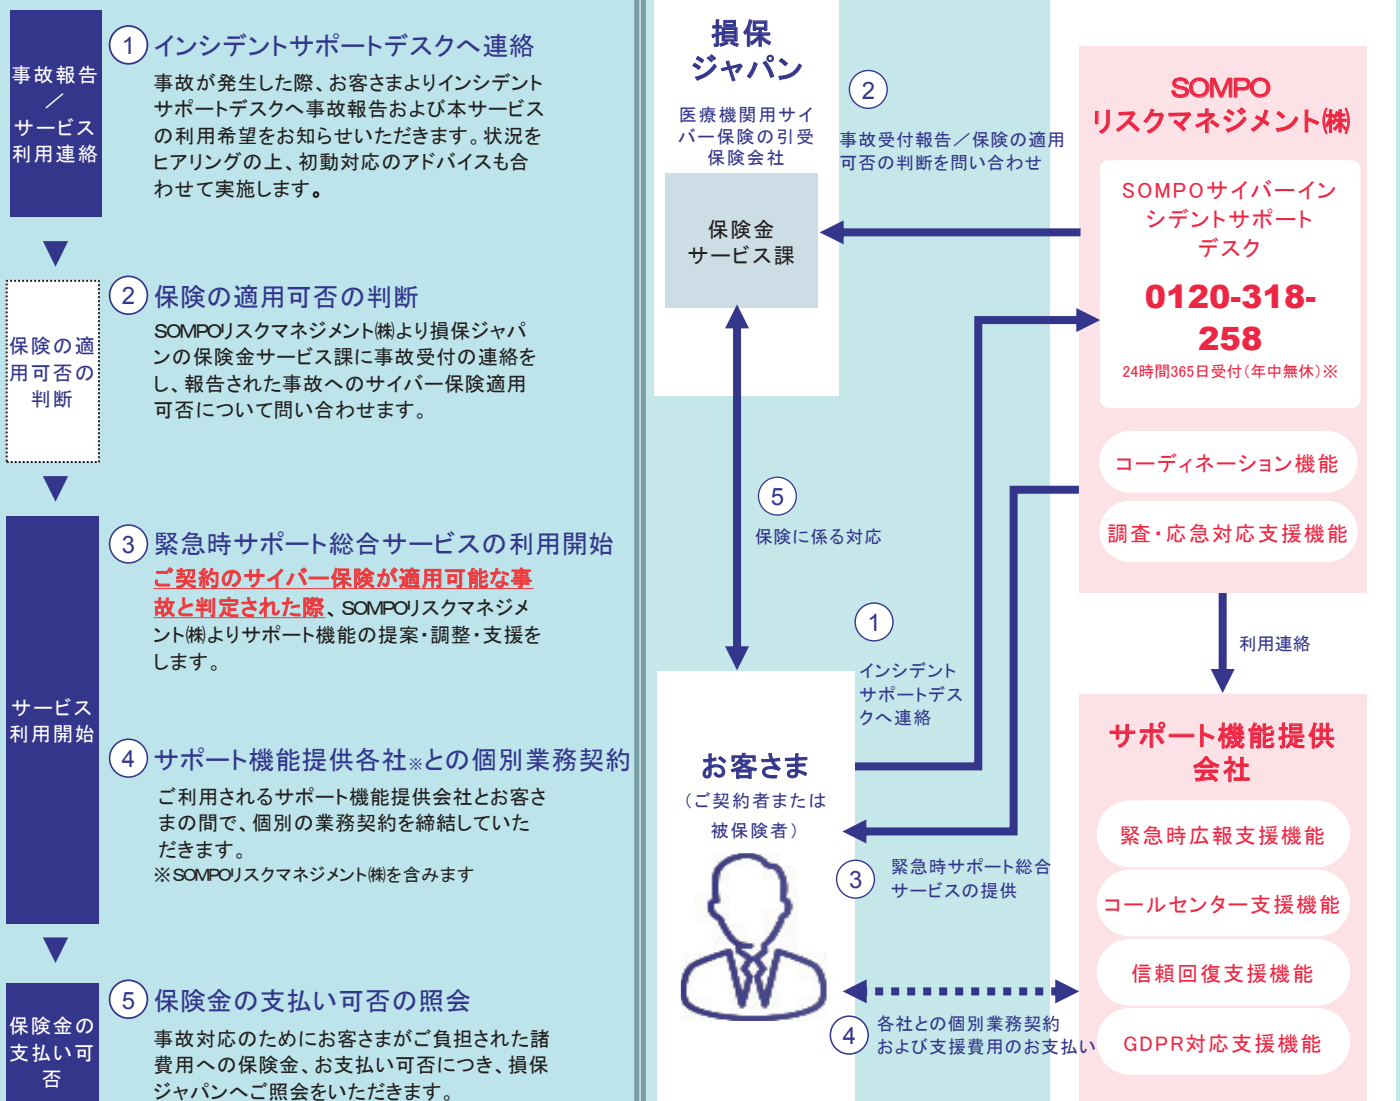 事故報告
／
サービス
利用連絡
① インシデントサポートデスクへ連絡
事故が発生した際、お客さまよりインシデント
サポートデスクへ事故報告および本サービス
の利用希望をお知らせいただきます。状況を
ヒアリングの上、初動対応のアドバイスも合
わせて実施します。
保険の適
用可否の
判断
② 保険の適用可否の判断
SOMPOリスクマネジメント㈱より損保ジャパ
ンの保険金サービス課に事故受付の連絡を
し、報告された事故へのサイバー保険適用
可否について問い合わせます。
サービス
利用開始
③ 緊急時サポート総合サービスの利用開始
ご契約のサイバー保険が適用可能な事
故と判定された際、SOMPOリスクマネジメ
ント㈱よりサポート機能の提案・調整・支援を
します。
④ サポート機能提供各社※との個別業務契約
ご利用されるサポート機能提供会社とお客さ
まの間で、個別の業務契約を締結していた
だきます。
※SOMPOリスクマネジメント㈱を含みます
保険金の
支払い可
否
⑤ 保険金の支払い可否の照会
事故対応のためにお客さまがご負担された諸
費用への保険金、お支払い可否につき、損保
ジャパンへご照会をいただきます。
損保
ジャパン
医療機関用サイ
バー保険の引受
保険会社
保険金
サービス課
②
事故受付報告／保険の適用
可否の判断を問い合わせ
SOMPO
リスクマネジメント㈱
SOMPOサイバーイン
シデントサポート
デスク
0120-318-
258
24時間365日受付（年中無休）※
コーディネーション機能
調査・応急対応支援機能
⑤
保険に係る対応
①
インシデント
サポートデス
クへ連絡
利用連絡
お客さま
（ご契約者または
被保険者）
③
緊急時サポート総合
サービスの提供
④
各社との個別業務契約
および支援費用のお支払い
サポート機能提供
会社
緊急時広報支援機能
コールセンター支援機能
信頼回復支援機能
GDPR対応支援機能